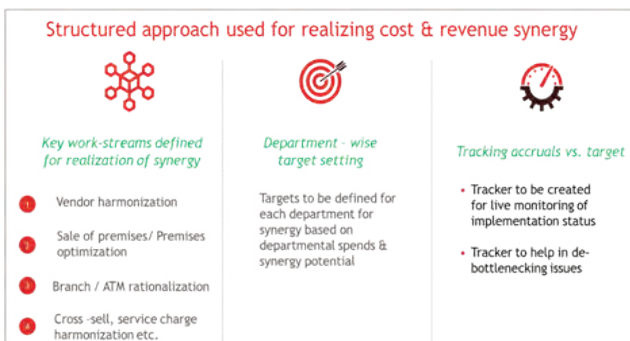 Structured approach used for realizing cost & revenue synergy
Key work-streams defined
for realization of synergy
1 Vendor harmonization
2 Sale of premises/ Premises
optimization
3 Branch / ATM rationalization
4 Cross -sell, service charge
harmonization etc.
Department - wise
target setting
Targets to be defined for
each department for
synergy based on
departmental spends &
synergy potential
Tracking accruals vs. target
• Tracker to be created
for live monitoring of
implementation status
• Tracker to help in de-
bottlenecking issues